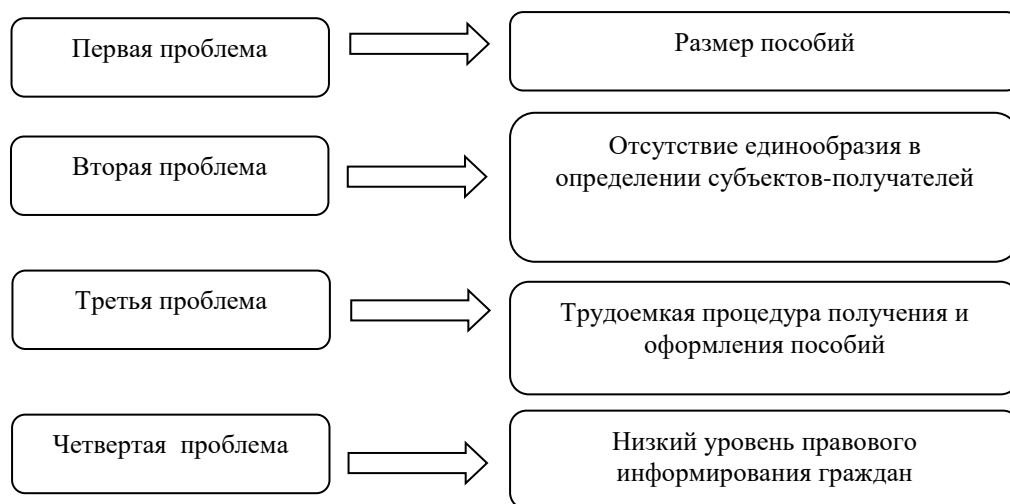 Первая проблема
Размер пособий
Вторая проблема
Отсутствие единообразия в
определении субъектов-получателей
Третья проблема
Трудоемкая процедура получения и
оформления пособий
Четвертая проблема
Низкий уровень правового
информирования граждан